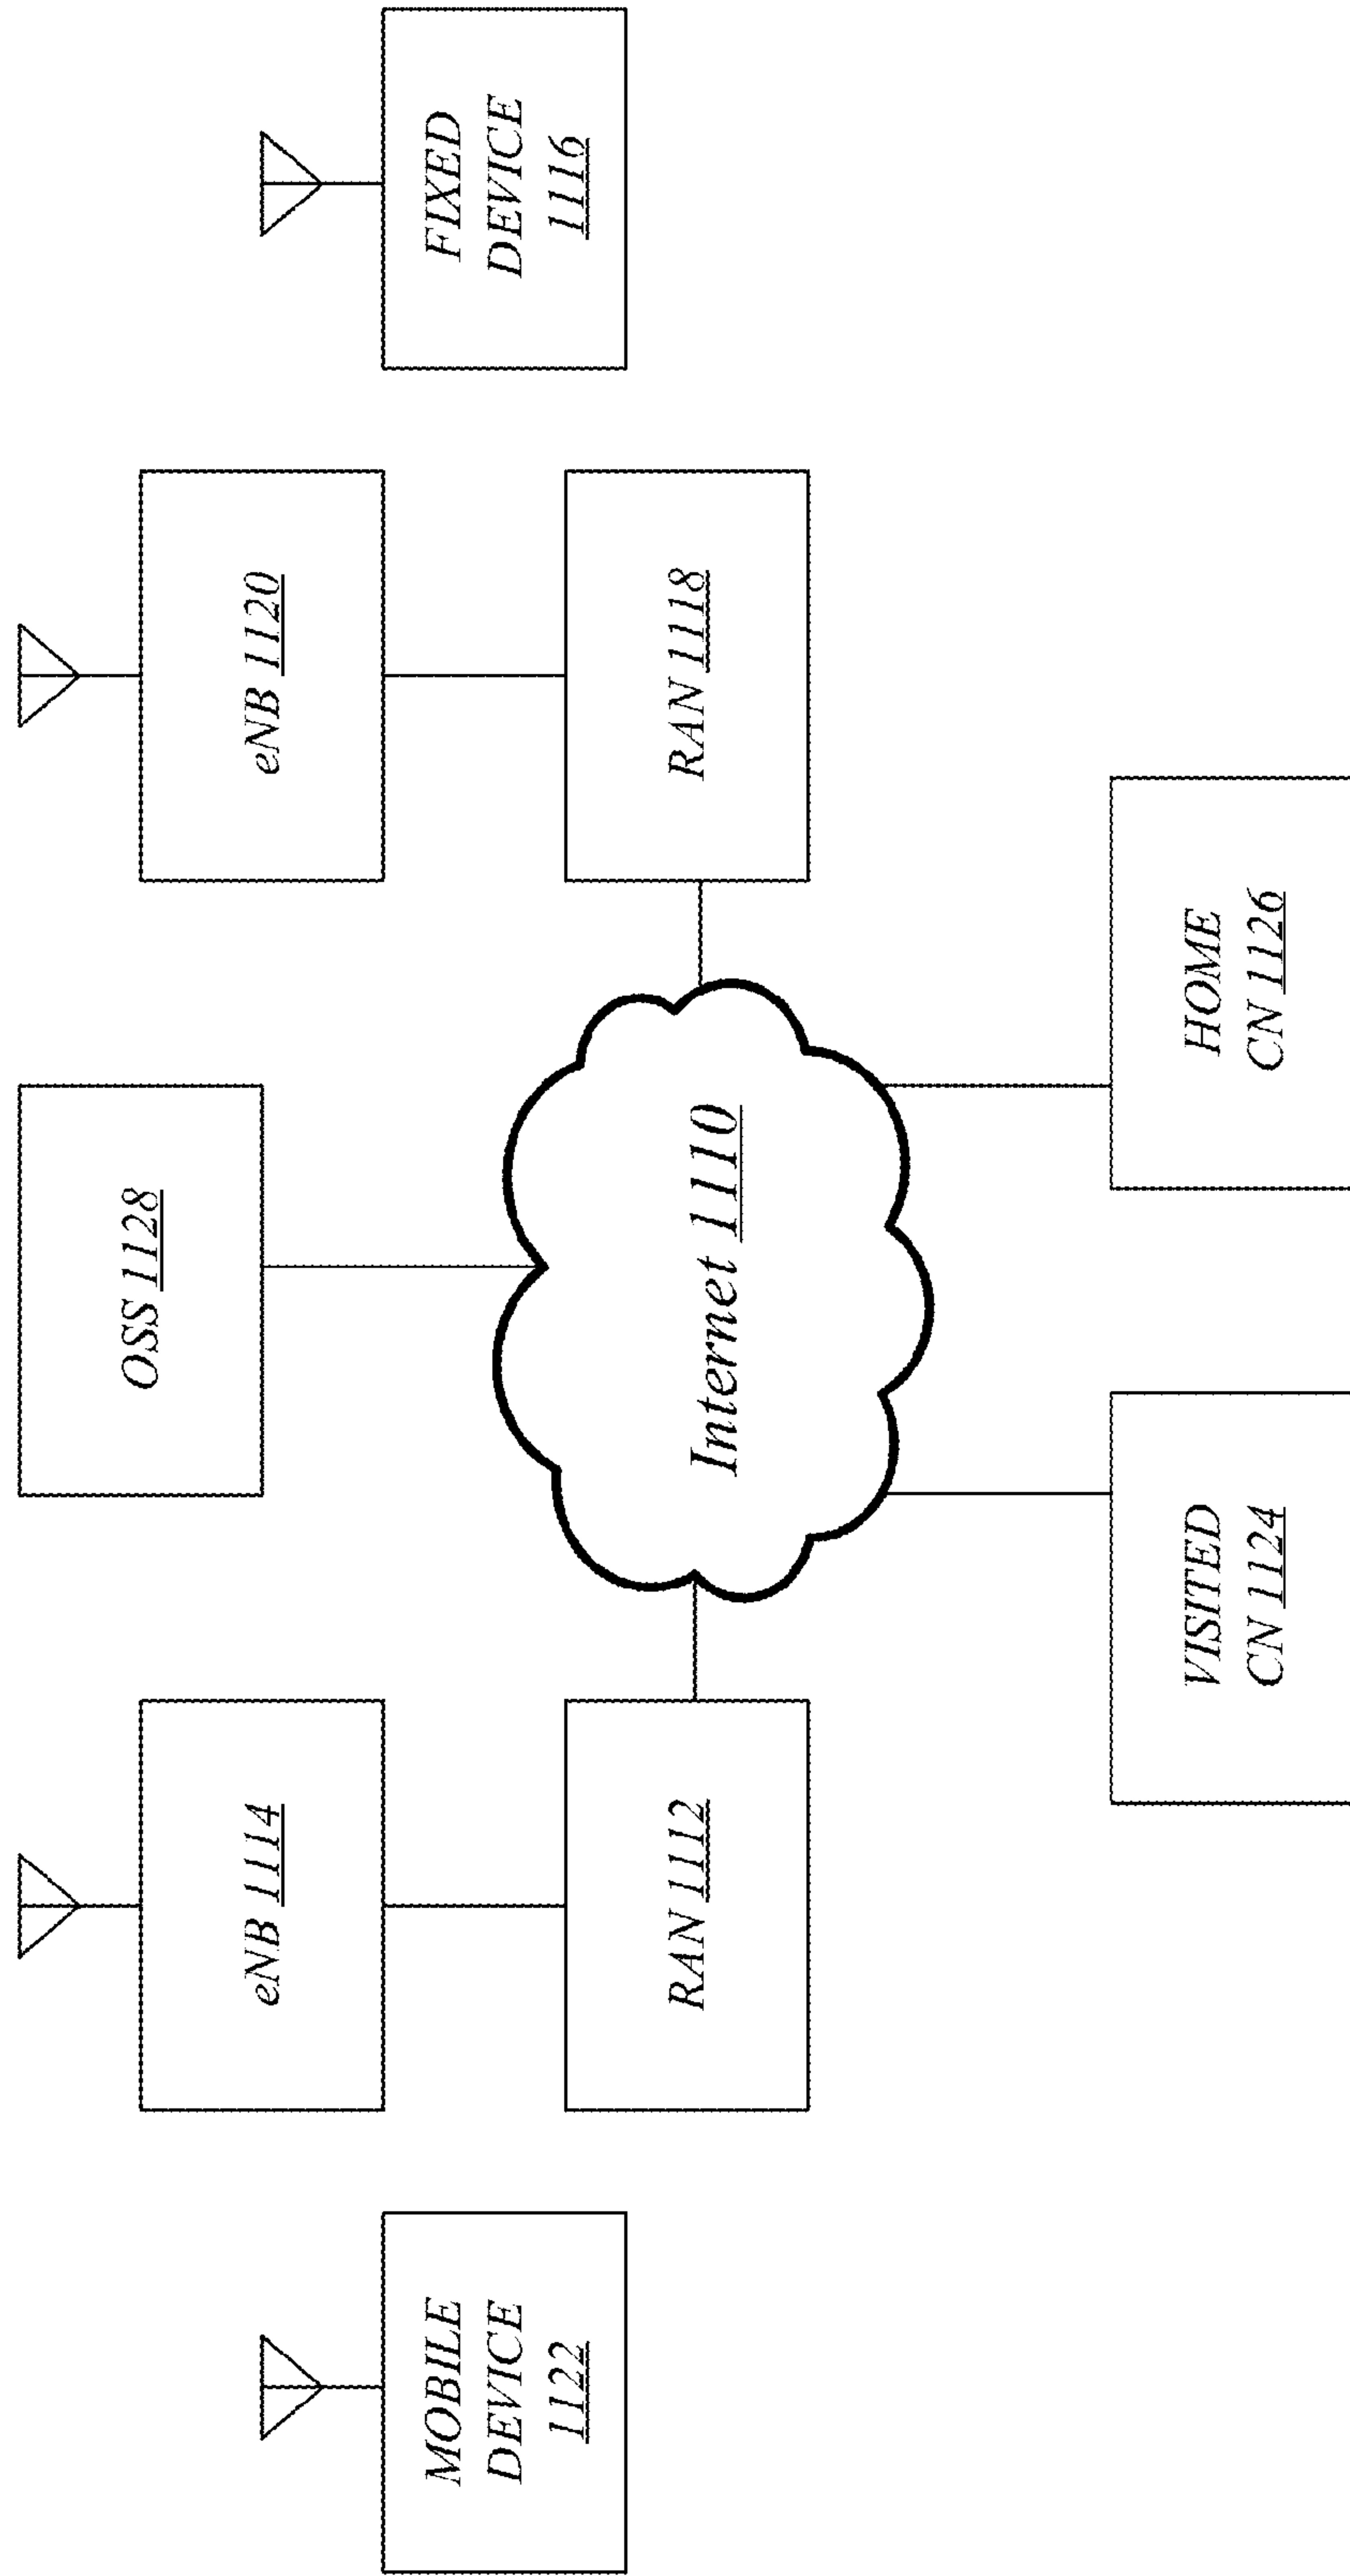 OSS 1128
eNB 1114
eNB 1120
MOBILE
DEVICE
1122
FIXED
DEVICE
1116
RAN 1112
Internet 1110
RAN 1118
VISITED
CN 1124
HOME
CN 1126